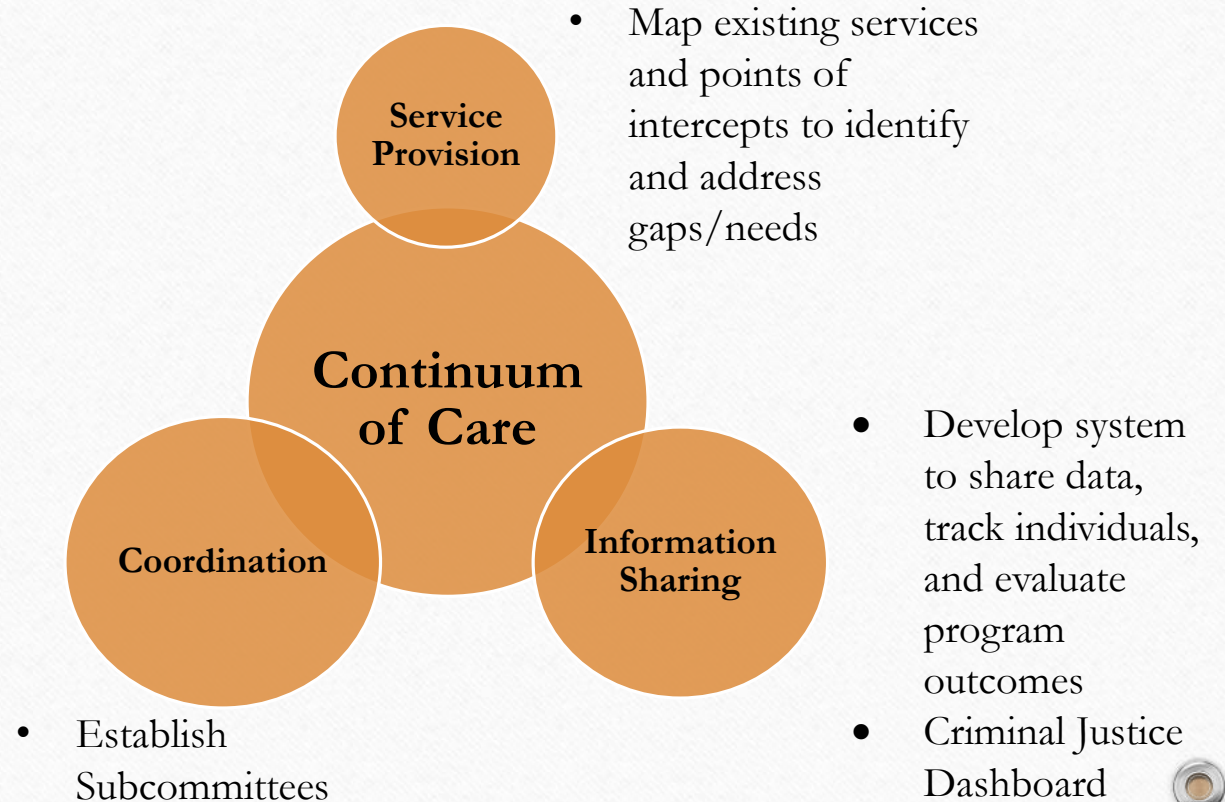 • Map existing services
and points of
intercepts to identify
and address
gaps/needs
Service
Provision
Continuum
of Care
Coordination
Information
Sharing
• Develop system
to share data,
track individuals,
and evaluate
program
outcomes
• Criminal Justice
Dashboard
• Establish
Subcommittees